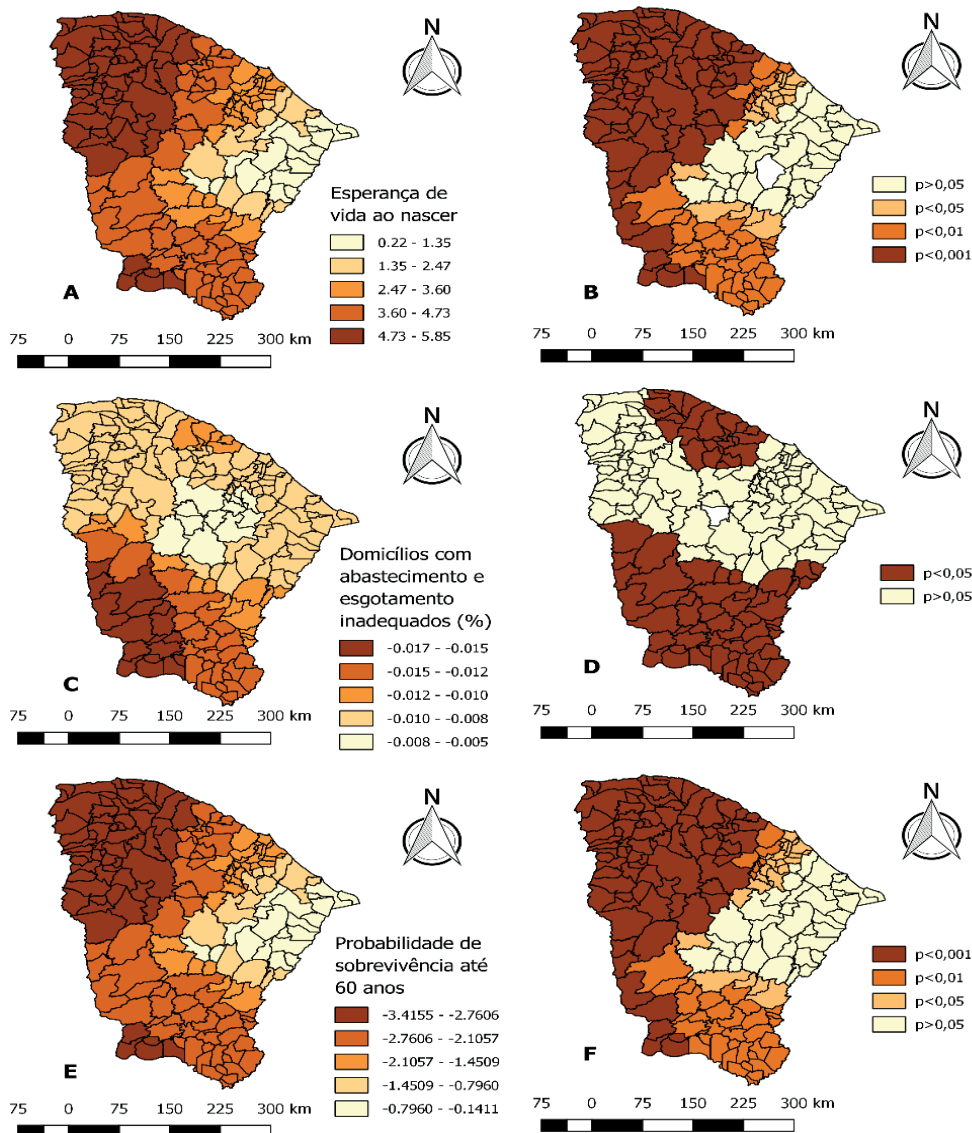 N
Esperança de
vida ao nascer
0.22 - 1.35
1.35 - 2.47
2.47 - 3.60
3.60 - 4.73
4.73 - 5.85
A
75 0 75 150 225 300 km
N
p>0,05
p<0,05
p<0,01
p<0,001
B
75 0 75 150 225 300 km
N
Domicílios com
abastecimento e
esgotamento
inadequados (%)
-0.017 - -0.015
-0.015 - -0.012
-0.012 - -0.010
-0.010 - -0.008
-0.008 - -0.005
C
75 0 75 150 225 300 km
N
p<0,05
p>0,05
D
75 0 75 150 225 300 km
N
Probabilidade de
sobrevivência até
60 anos
-3.4155 - -2.7606
-2.7606 - -2.1057
-2.1057 - -1.4509
-1.4509 - -0.7960
-0.7960 - -0.1411
E
75 0 75 150 225 300 km
N
p<0,001
p<0,01
p<0,05
p>0,05
F
75 0 75 150 225 300 km